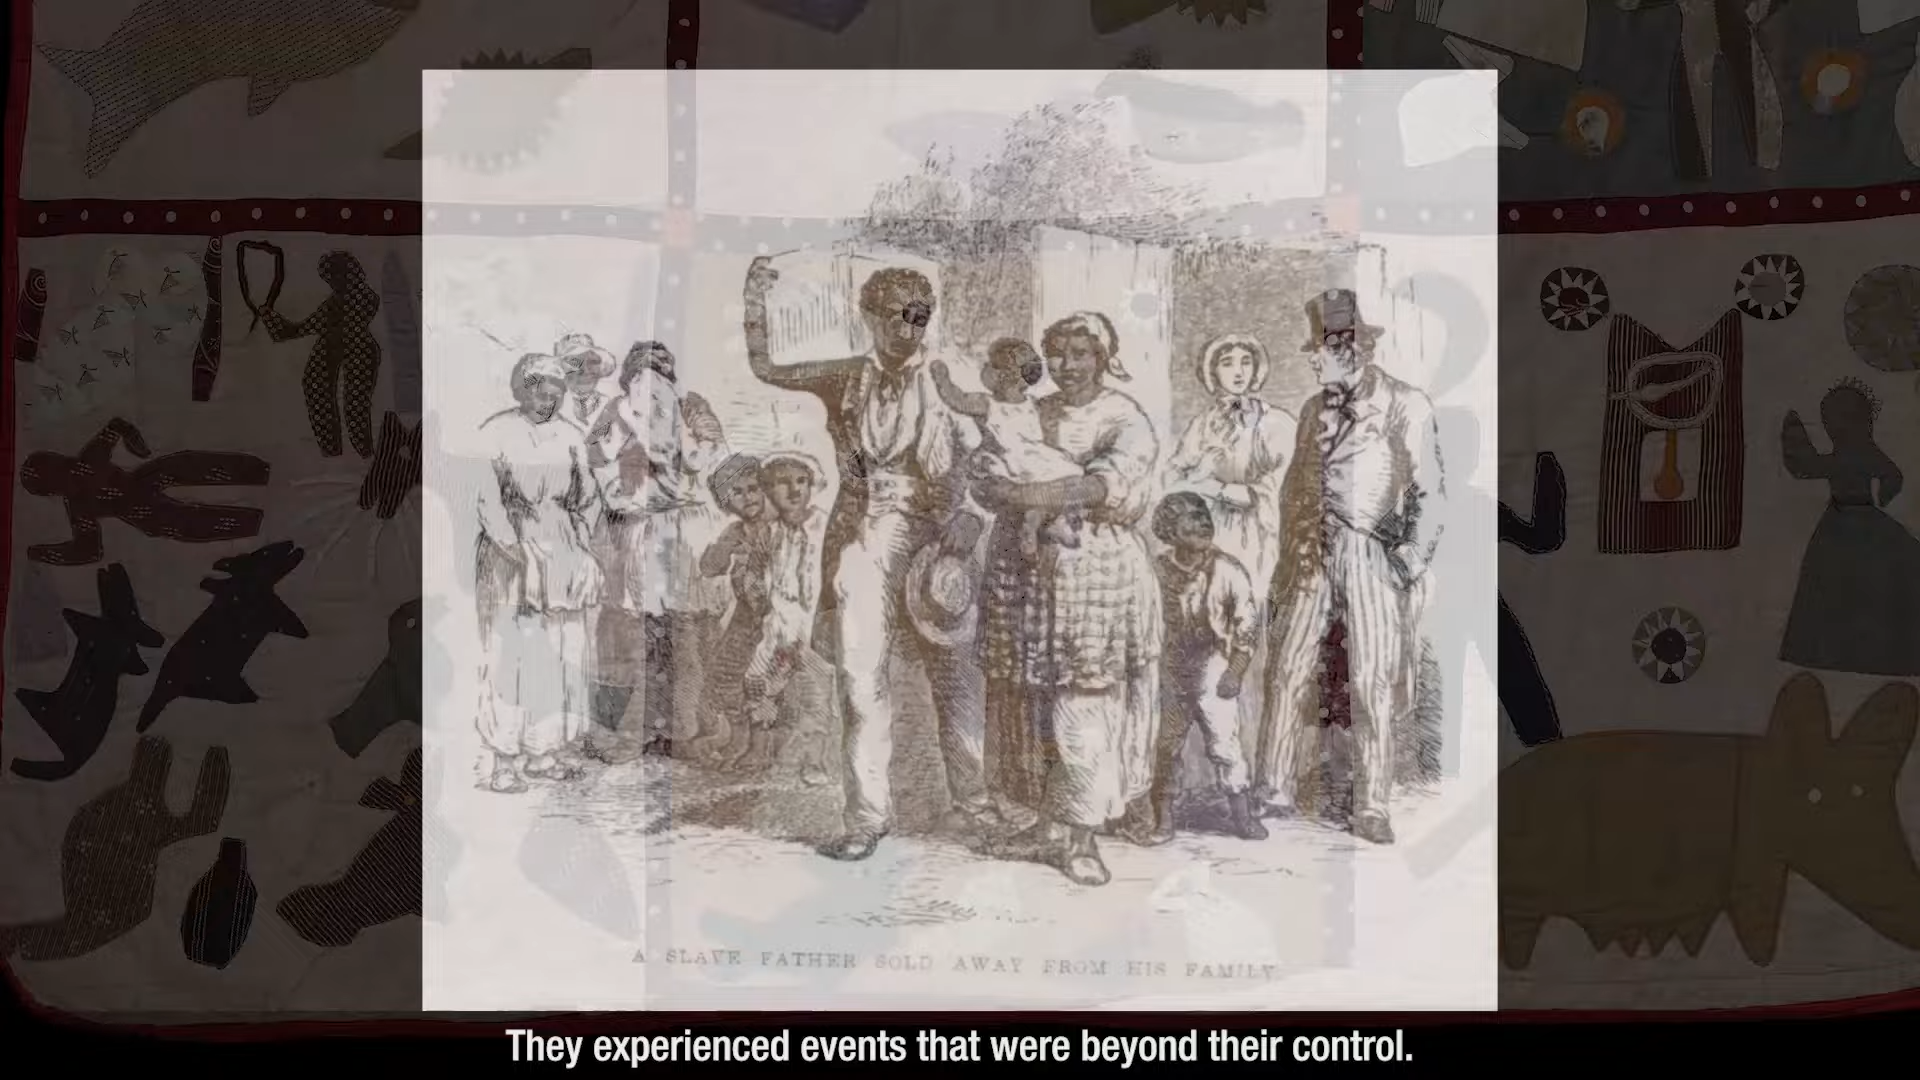 A SLAVE FATHER SOLD AWAY FROM HIS FAMILY
They experienced events that were beyond their control.